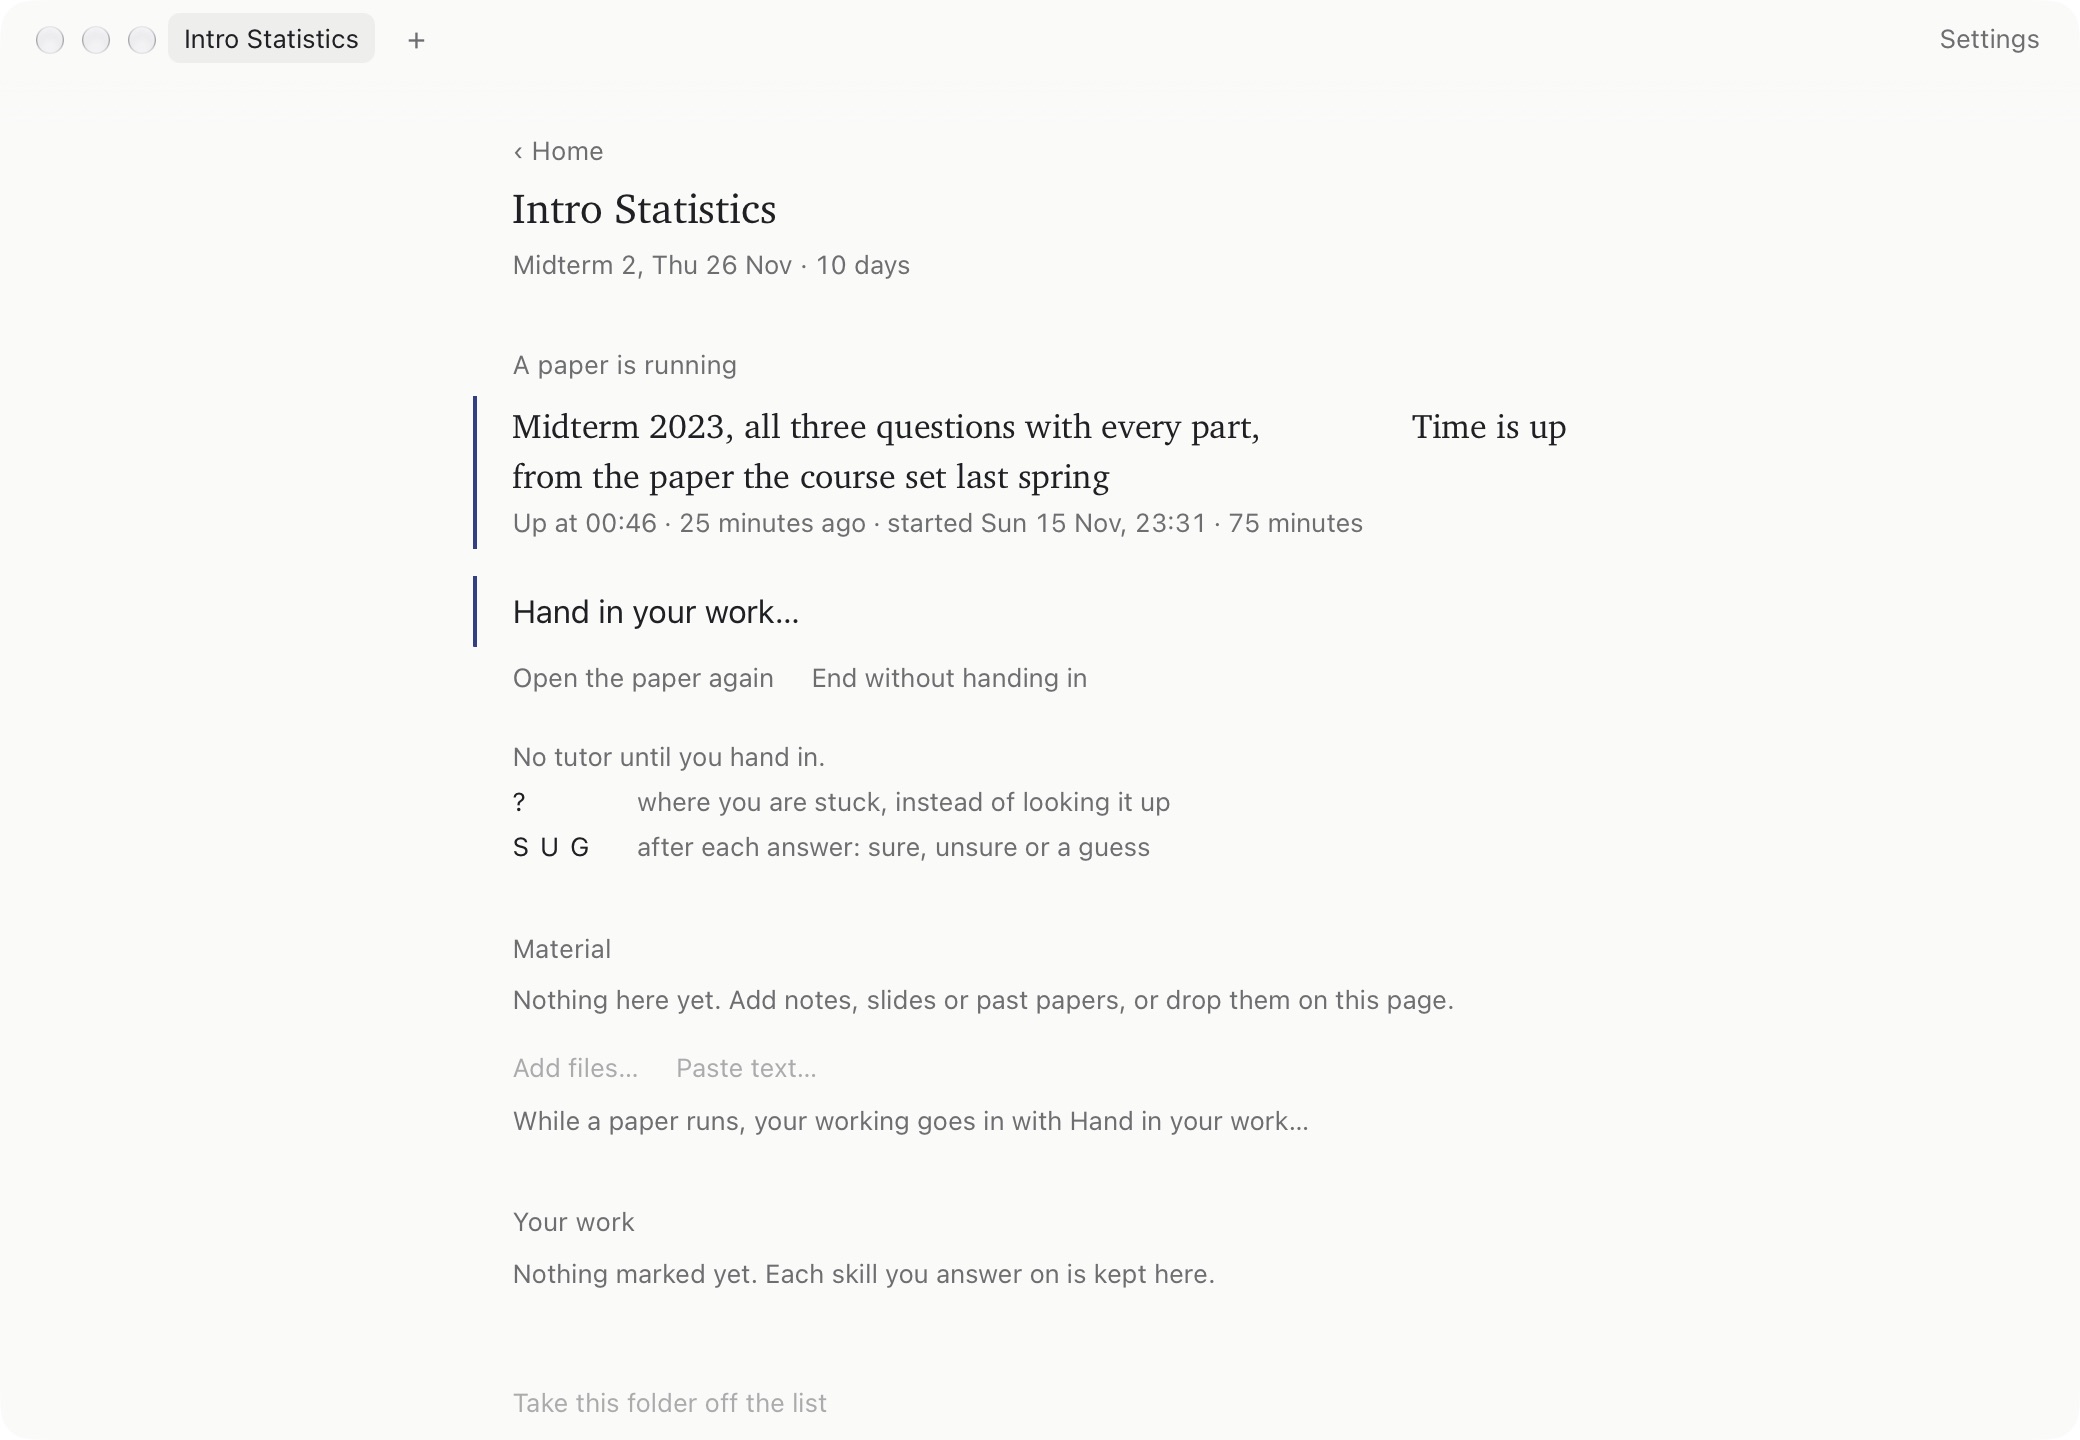 Intro Statistics
+
Settings
‹ Home
Intro Statistics
Midterm 2, Thu 26 Nov · 10 days
A paper is running
Midterm 2023, all three questions with every part,
Time is up
from the paper the course set last spring
Up at 00:46 · 25 minutes ago · started Sun 15 Nov, 23:31 · 75 minutes
Hand in your work...
Open the paper again
End without handing in
No tutor until you hand in.
? where you are stuck, instead of looking it up
S U G after each answer: sure, unsure or a guess
Material
Nothing here yet. Add notes, slides or past papers, or drop them on this page.
Add files...
Paste text...
While a paper runs, your working goes in with Hand in your work...
Your work
Nothing marked yet. Each skill you answer on is kept here.
Take this folder off the list